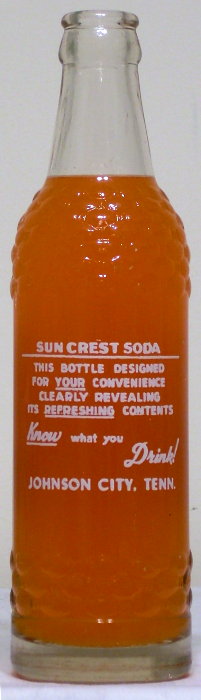 SUN CREST SODA
THIS BOTTLE DESIGNED
FOR YOUR CONVENIENCE
CLEARLY REVEALING
ITS REFRESHING CONTENTS
Know what you
Drink!
JOHNSON CITY, TENN.